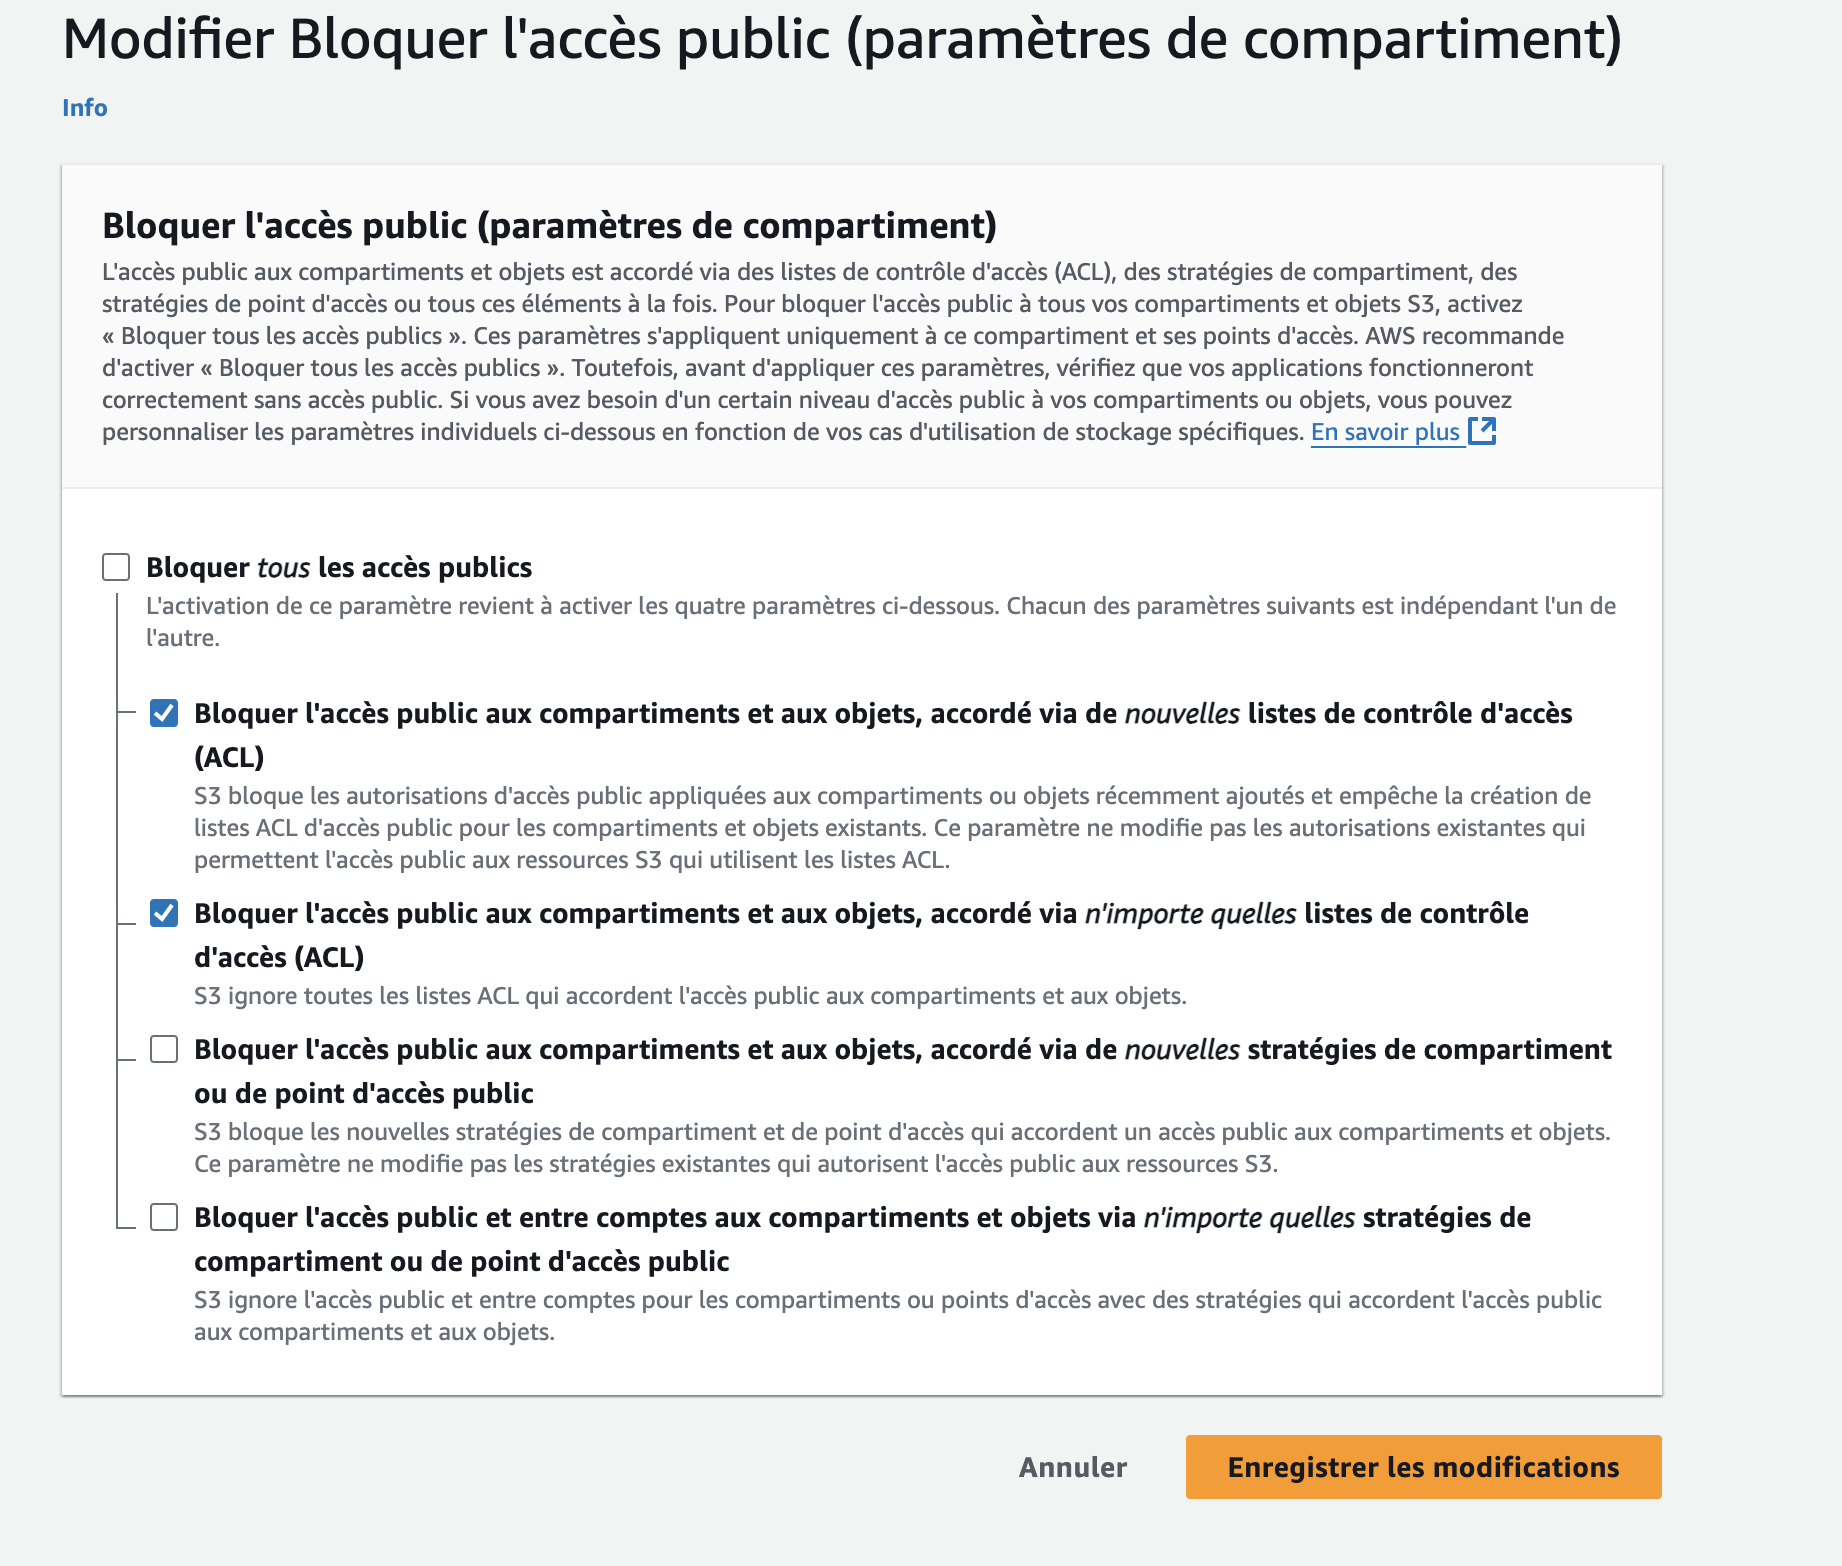 Modifier Bloquer l'accès public (paramètres de compartiment)
Info
Bloquer l'accès public (paramètres de compartiment)
L'accès public aux compartiments et objets est accordé via des listes de contrôle d'accès (ACL), des stratégies de compartiment, des
stratégies de point d'accès ou tous ces éléments à la fois. Pour bloquer l'accès public à tous vos compartiments et objets S3, activez
« Bloquer tous les accès publics ». Ces paramètres s'appliquent uniquement à ce compartiment et ses points d'accès. AWS recommande
d'activer « Bloquer tous les accès publics ». Toutefois, avant d'appliquer ces paramètres, vérifiez que vos applications fonctionneront
correctement sans accès public. Si vous avez besoin d'un certain niveau d'accès public à vos compartiments ou objets, vous pouvez
personnaliser les paramètres individuels ci-dessous en fonction de vos cas d'utilisation de stockage spécifiques. En savoir plus
Bloquer tous les accès publics
L'activation de ce paramètre revient à activer les quatre paramètres ci-dessous. Chacun des paramètres suivants est indépendant l'un de
l'autre.
Bloquer l'accès public aux compartiments et aux objets, accordé via de nouvelles listes de contrôle d'accès
(ACL)
S3 bloque les autorisations d'accès public appliquées aux compartiments ou objets récemment ajoutés et empêche la création de
listes ACL d'accès public pour les compartiments et objets existants. Ce paramètre ne modifie pas les autorisations existantes qui
permettent l'accès public aux ressources S3 qui utilisent les listes ACL.
Bloquer l'accès public aux compartiments et aux objets, accordé via n'importe quelles listes de contrôle
d'accès (ACL)
S3 ignore toutes les listes ACL qui accordent l'accès public aux compartiments et aux objets.
Bloquer l'accès public aux compartiments et aux objets, accordé via de nouvelles stratégies de compartiment
ou de point d'accès public
S3 bloque les nouvelles stratégies de compartiment et de point d'accès qui accordent un accès public aux compartiments et objets.
Ce paramètre ne modifie pas les stratégies existantes qui autorisent l'accès public aux ressources S3.
Bloquer l'accès public et entre comptes aux compartiments et objets via n'importe quelles stratégies de
compartiment ou de point d'accès public
S3 ignore l'accès public et entre comptes pour les compartiments ou points d'accès avec des stratégies qui accordent l'accès public
aux compartiments et aux objets.
Annuler
Enregistrer les modifications